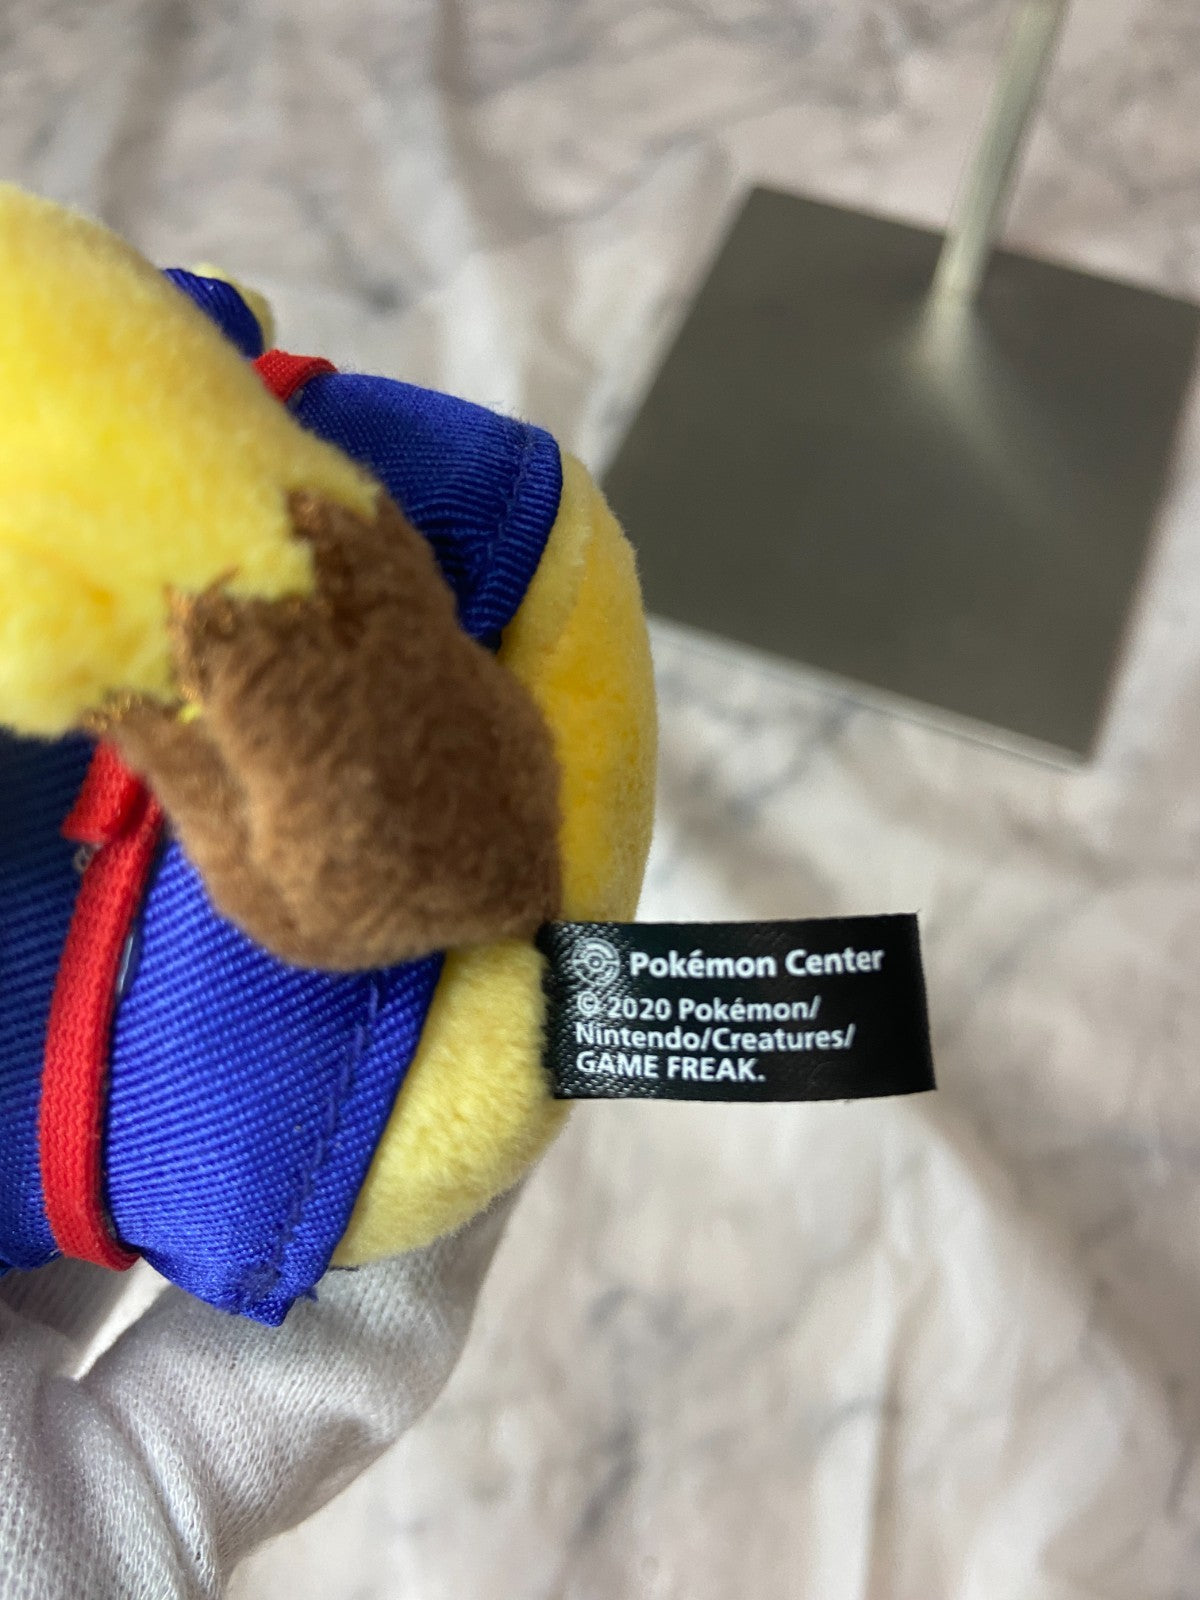 Pokémon Center
© 2020 Pokémon/
Nintendo/Creatures/
GAME FREAK.